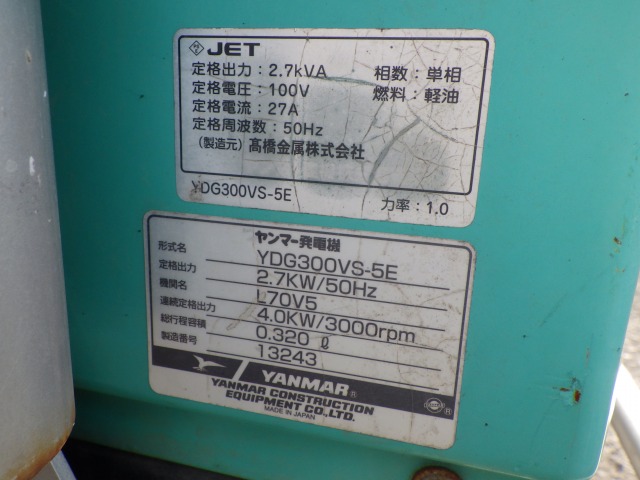 JET
定格出力：2.7kVA 相数：単相
定格電圧：100V 燃料：軽油
定格電流：27A
定格周波数：50Hz
（製造元）髙橋金属株式会社
YDG300VS-5E 力率：1.0
ヤンマー発電機
形式名 YDG300VS-5E
定格出力 2.7KW/50Hz
機関名 L70V5
連続定格出力 4.0KW/3000rpm
総行程容積 0.320 ℓ
製造番号 13243
YANMAR®
YANMAR CONSTRUCTION
EQUIPMENT CO.,LTD.
MADE IN JAPAN